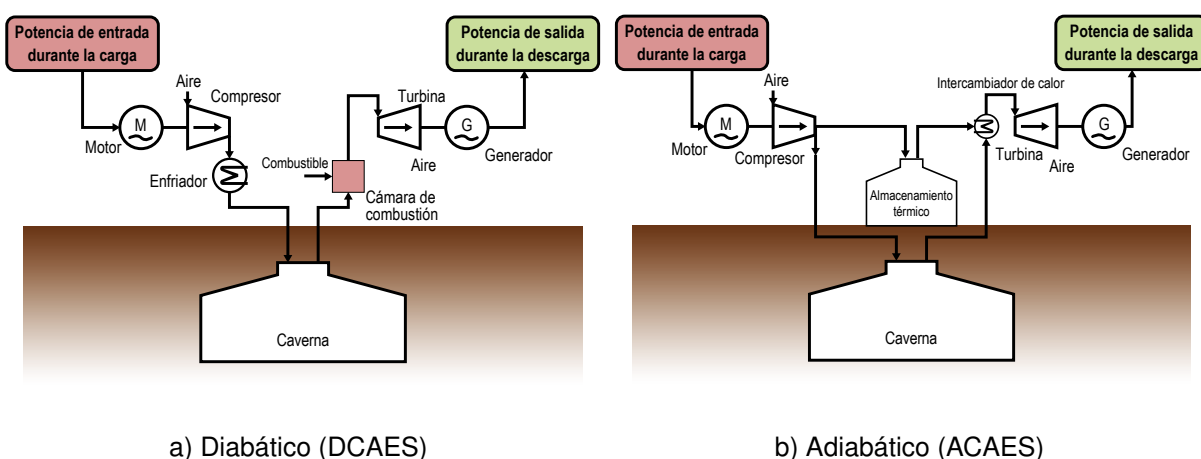 Potencia de entrada
durante la carga
Potencia de salida
durante la descarga
Aire
Compresor
Turbina
M
G
Motor
Aire
Generador
Combustible
Enfriador
Cámara de
combustión
Caverna
a) Diabático (DCAES)
Potencia de entrada
durante la carga
Potencia de salida
durante la descarga
Aire
Intercambiador de calor
M
G
Motor
Compresor
Turbina
Aire
Generador
Almacenamiento
térmico
Caverna
b) Adiabático (ACAES)